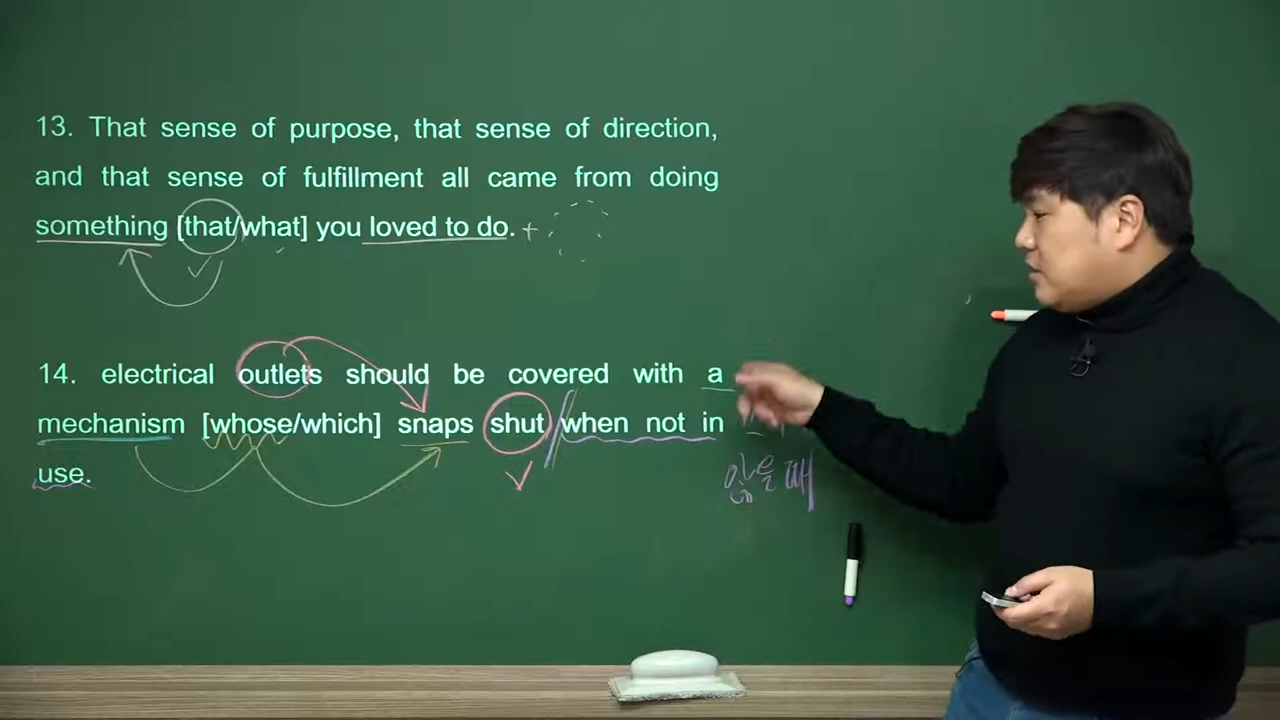 13. That sense of purpose, that sense of direction,
and that sense of fulfillment all came from doing
something [that/what] you loved to do. +
14. electrical outlets should be covered with a
mechanism [whose/which] snaps shut when not in
use.
않을 때